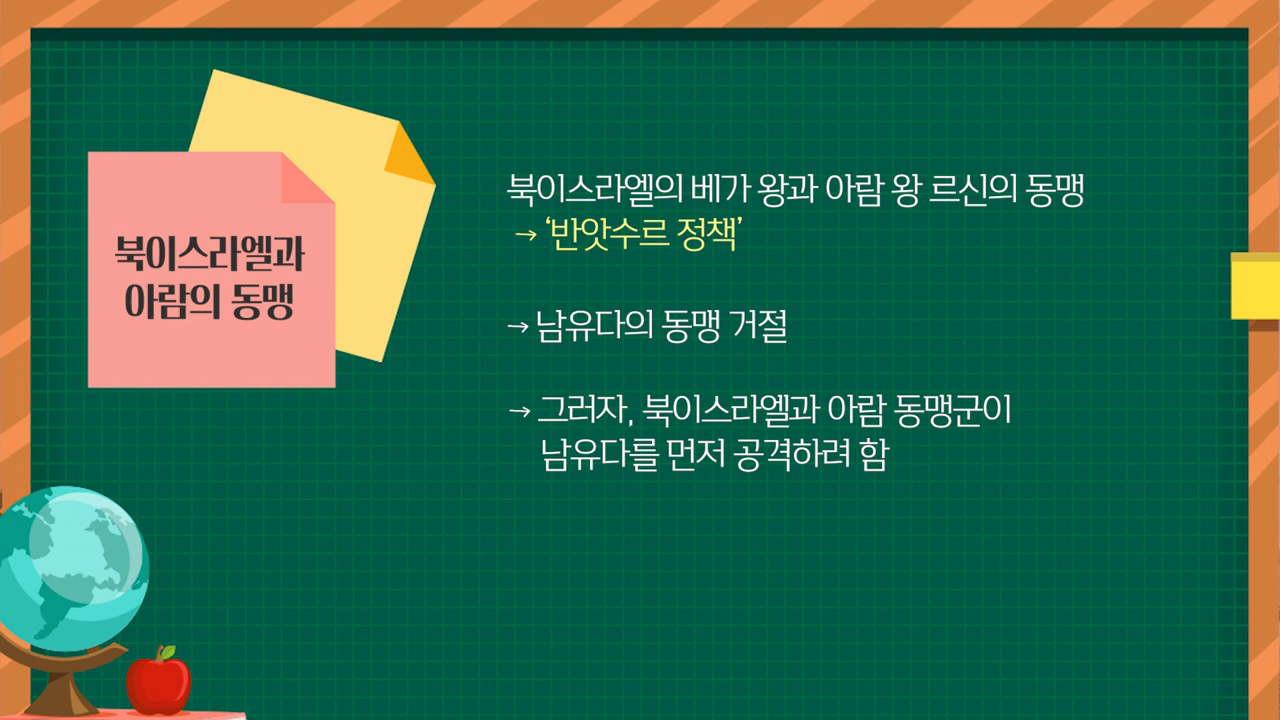 북이스라엘과
아람의 동맹
북이스라엘의 베가 왕과 아람 왕 르신의 동맹
→ ‘반앗수르 정책’
→ 남유다의 동맹 거절
→ 그러자, 북이스라엘과 아람 동맹군이
남유다를 먼저 공격하려 함